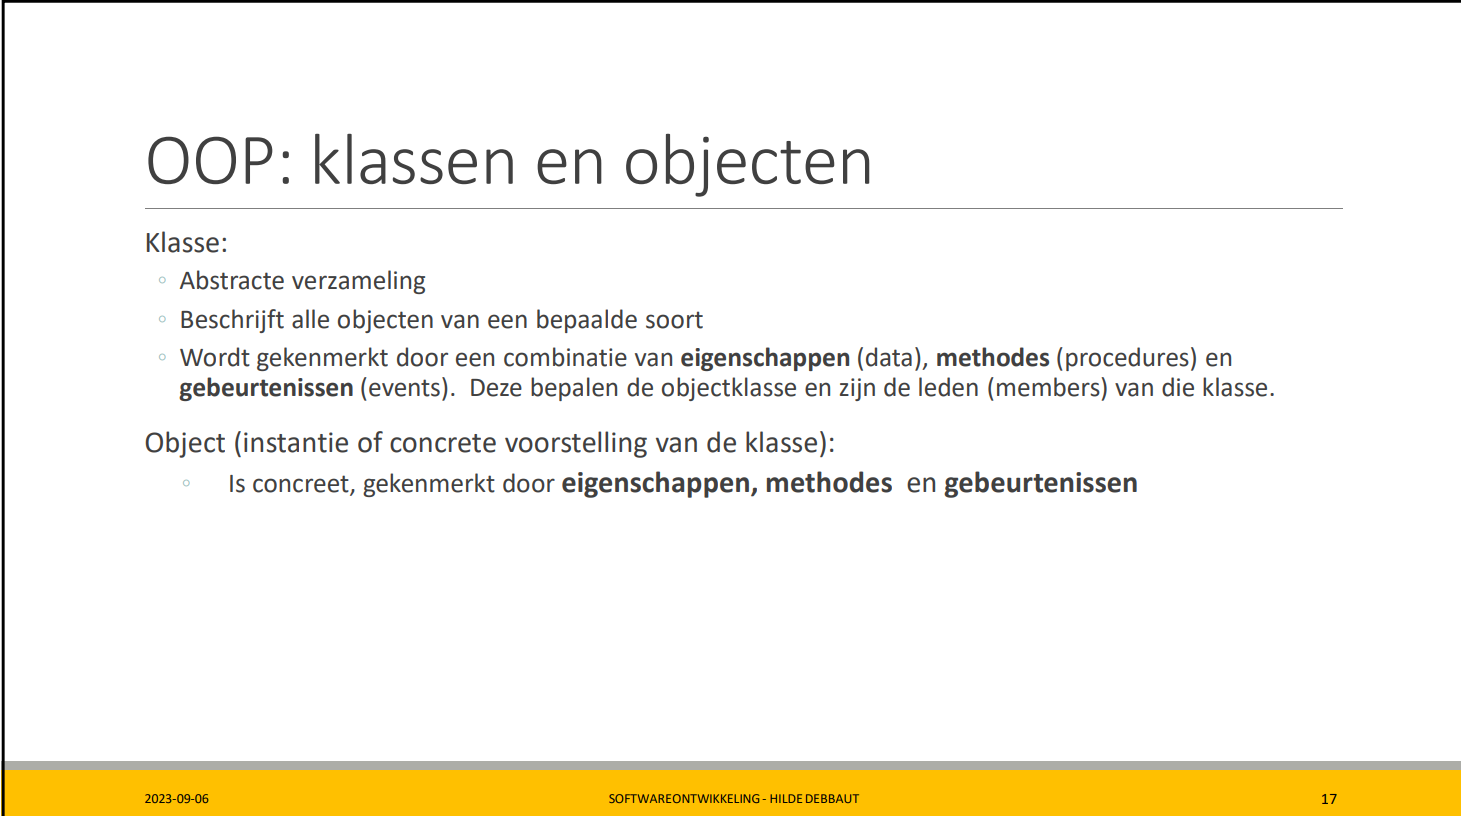 OOP: klassen en objecten
Klasse:
◦ Abstracte verzameling
◦ Beschrijft alle objecten van een bepaalde soort
◦ Wordt gekenmerkt door een combinatie van eigenschappen (data), methodes (procedures) en
gebeurtenissen (events). Deze bepalen de objectklasse en zijn de leden (members) van die klasse.
Object (instantie of concrete voorstelling van de klasse):
◦ Is concreet, gekenmerkt door eigenschappen, methodes en gebeurtenissen
2023-09-06 SOFTWAREONTWIKKELING - HILDE DEBBAUT 17